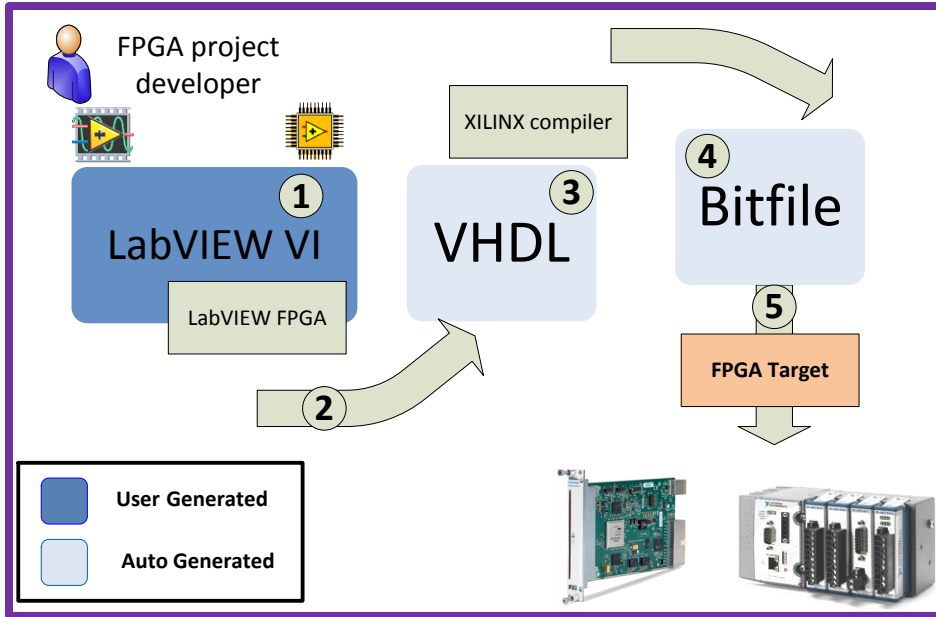 FPGA project
developer
XILINX compiler
1
LabVIEW VI
LabVIEW FPGA
2
3
VHDL
4
Bitfile
5
FPGA Target
User Generated
Auto Generated
PXI